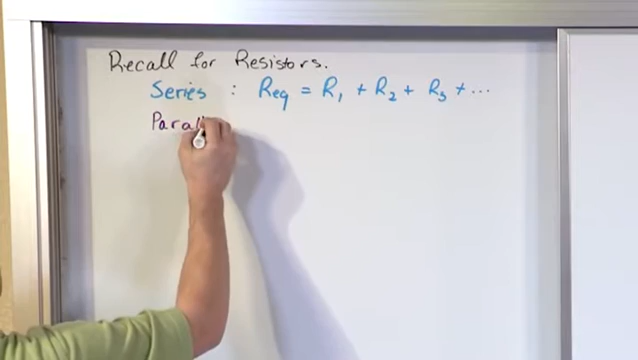 Recall for Resistors.
Series : Req = R₁ + R₂ + R₃ + ...
Paral